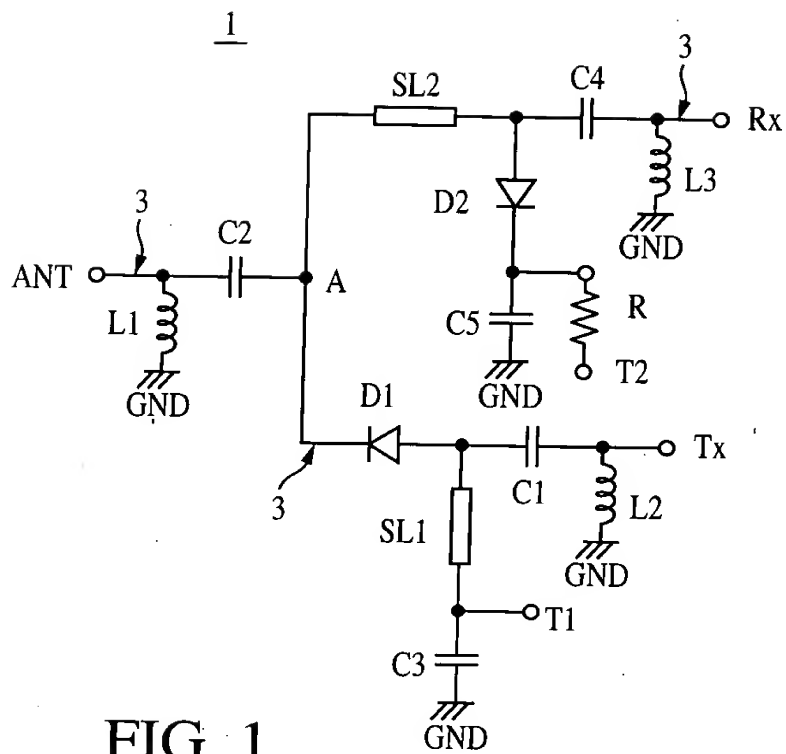 1
SL2
C4
3
Rx
L3
D2
GND
3
C2
ANT
A
R
C5
L1
T2
GND
D1
GND
Tx
C1
3
SL1
L2
GND
T1
C3
GND
FIG. 1